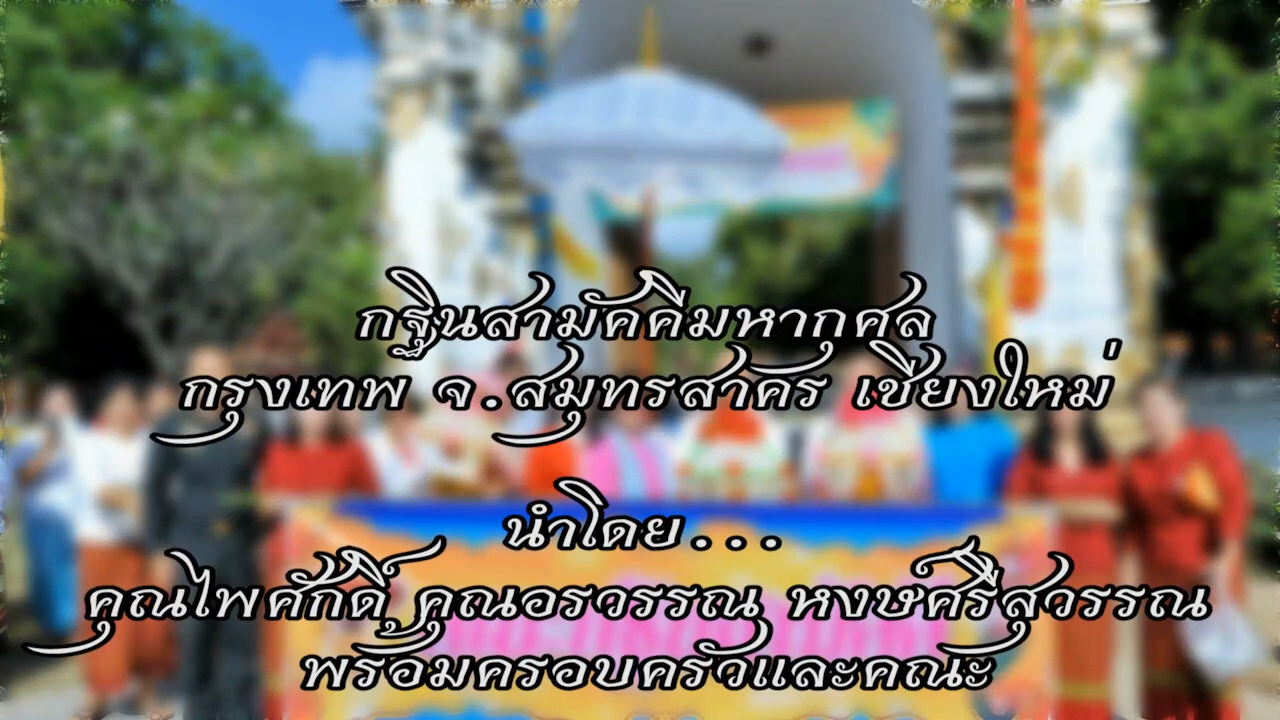 กฐินสามัคคีมหากุศล
กรุงเทพ จ.สมุทรสาคร เชียงใหม่
นำโดย...
คุณไพศักดิ์ คุณอรวรรณ หงษ์ศรีสุวรรณ
พร้อมครอบครัวและคณะ